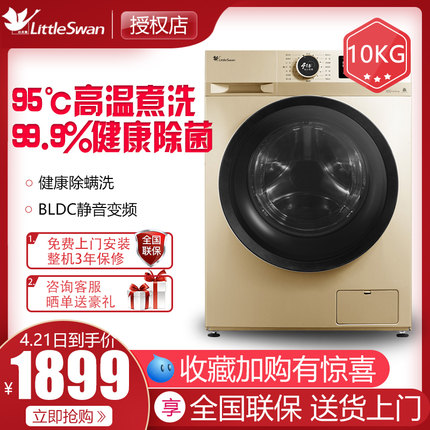 LittleSwan 授权店
10KG
95℃高温煮洗
99.9%健康除菌
健康除螨洗
BLDC静音变频
1. 免费上门安装
整机3年保修
全国联保
2. 咨询客服
晒单送豪礼
LittleSwan
4.21日到手价
¥1899
立即抢购
收藏加购有惊喜
享 全国联保 送货上门